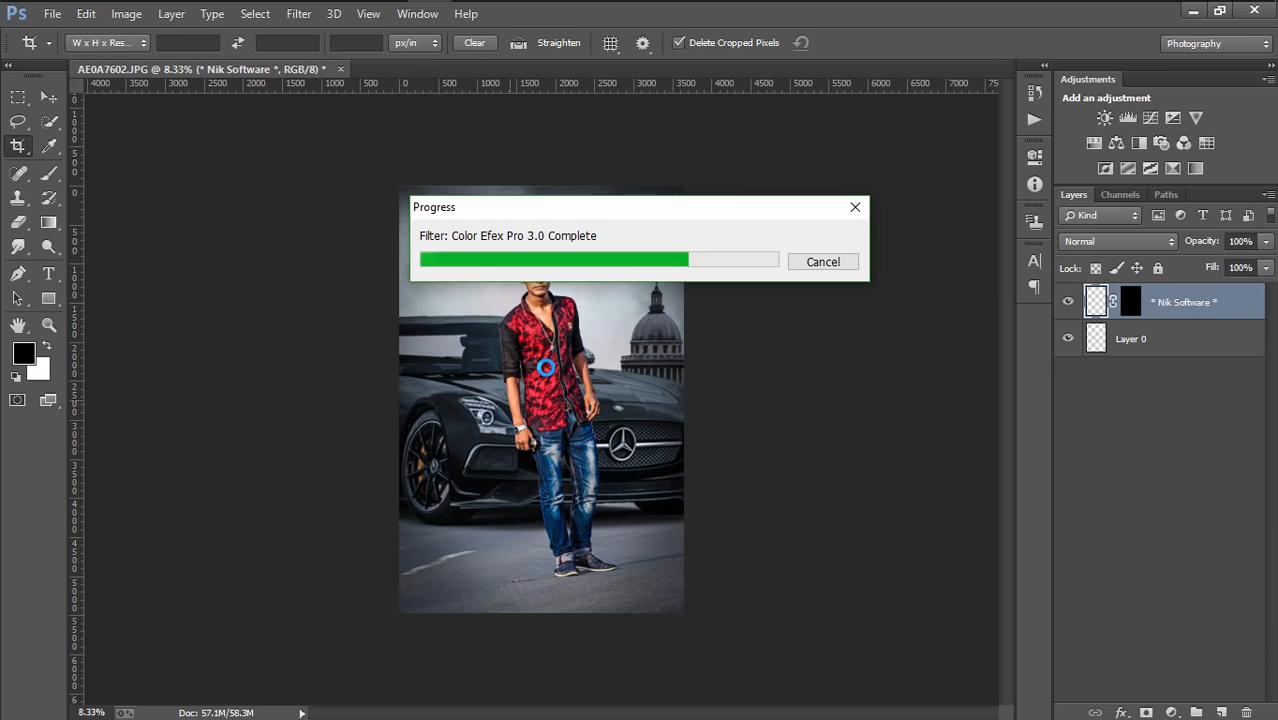 Ps File Edit Image Layer Type Select Filter 3D View Window Help
W x H x Res... px/in Clear Straighten Delete Cropped Pixels Photography
AE0A7602.JPG @ 8.33% (* Nik Software *, RGB/8) *
4000 3500 3000 2500 2000 1500 1000 500 0 500 1000 1500 2000 2500 3000 3500 4000 4500 5000 5500 6000 6500 7000
Progress
Filter: Color Efex Pro 3.0 Complete
Cancel
Adjustments
Add an adjustment
Layers Channels Paths
Kind
Normal Opacity: 100%
Lock: Fill: 100%
* Nik Software *
Layer 0
8.33% Doc: 57.1M/58.3M